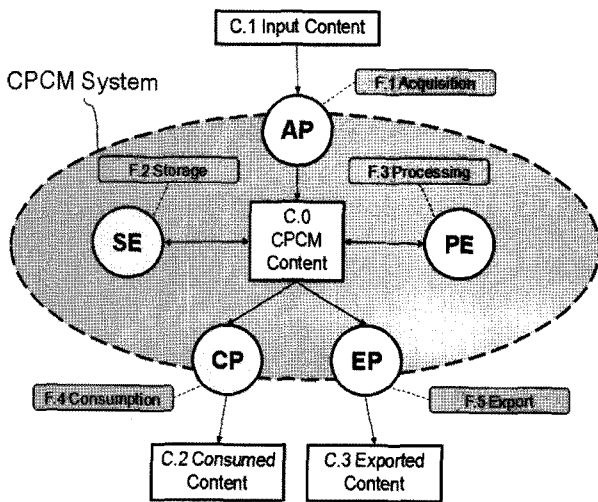 C.1 Input Content
CPCM System
F.1 Acquisition
AP
F.2 Storage
F.3 Processing
SE
C.0
CPCM
Content
PE
CP
EP
F.4 Consumption
F.5 Export
C.2 Consumed
Content
C.3 Exported
Content